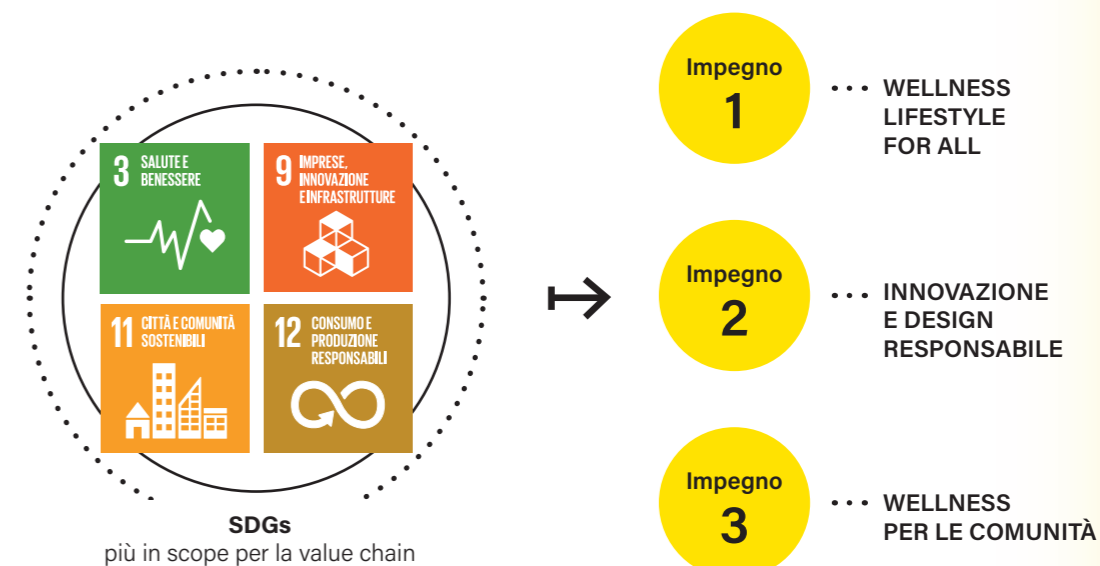 3 SALUTE E
BENESSERE
9 IMPRESE,
INNOVAZIONE
E INFRASTRUTTURE
11 CITTÀ E COMUNITÀ
SOSTENIBILI
12 CONSUMO E
PRODUZIONE
RESPONSABILI
SDGs
più in scope per la value chain
Impegno
1
WELLNESS
LIFESTYLE
FOR ALL
Impegno
2
INNOVAZIONE
E DESIGN
RESPONSABILE
Impegno
3
WELLNESS
PER LE COMUNITÀ